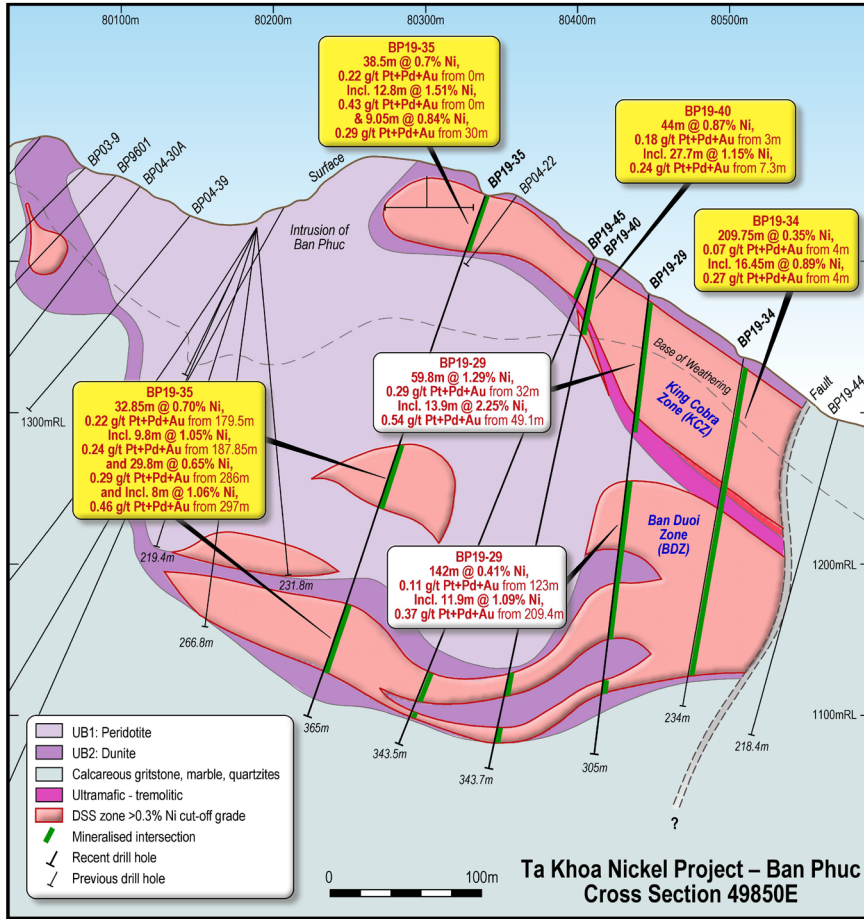 80100m
80200m
80300m
80400m
80500m
BP19-35
38.5m @ 0.7% Ni,
0.22 g/t Pt+Pd+Au from 0m
Incl. 12.8m @ 1.51% Ni,
0.43 g/t Pt+Pd+Au from 0m
& 9.05m @ 0.84% Ni,
0.29 g/t Pt+Pd+Au from 30m
BP19-40
44m @ 0.87% Ni,
0.18 g/t Pt+Pd+Au from 3m
Incl. 27.7m @ 1.15% Ni,
0.24 g/t Pt+Pd+Au from 7.3m
BP19-34
209.75m @ 0.35% Ni,
0.07 g/t Pt+Pd+Au from 4m
Incl. 16.45m @ 0.89% Ni,
0.27 g/t Pt+Pd+Au from 4m
BP03-9
BP9601
BP04-30A
BP04-39
Surface
BP19-35
BP04-22
BP19-45
BP19-40
BP19-29
BP19-34
Fault
BP19-44
Intrusion of
Ban Phuc
Base of Weathering
King Cobra
Zone (KCZ)
BP19-29
59.8m @ 1.29% Ni,
0.29 g/t Pt+Pd+Au from 32m
Incl. 13.9m @ 2.25% Ni,
0.54 g/t Pt+Pd+Au from 49.1m
1300mRL
BP19-35
32.85m @ 0.70% Ni,
0.22 g/t Pt+Pd+Au from 179.5m
Incl. 9.8m @ 1.05% Ni,
0.24 g/t Pt+Pd+Au from 187.85m
and 29.8m @ 0.65% Ni,
0.29 g/t Pt+Pd+Au from 286m
and Incl. 8m @ 1.06% Ni,
0.46 g/t Pt+Pd+Au from 297m
Ban Duoi
Zone
(BDZ)
BP19-29
142m @ 0.41% Ni,
0.11 g/t Pt+Pd+Au from 123m
Incl. 11.9m @ 1.09% Ni,
0.37 g/t Pt+Pd+Au from 209.4m
219.4m
231.8m
1200mRL
266.8m
365m
343.5m
343.7m
305m
234m
218.4m
1100mRL
?
UB1: Peridotite
UB2: Dunite
Calcareous gritstone, marble, quartzites
Ultramafic - tremolitic
DSS zone >0.3% Ni cut-off grade
Mineralised intersection
Recent drill hole
Previous drill hole
0
100m
Ta Khoa Nickel Project – Ban Phuc
Cross Section 49850E